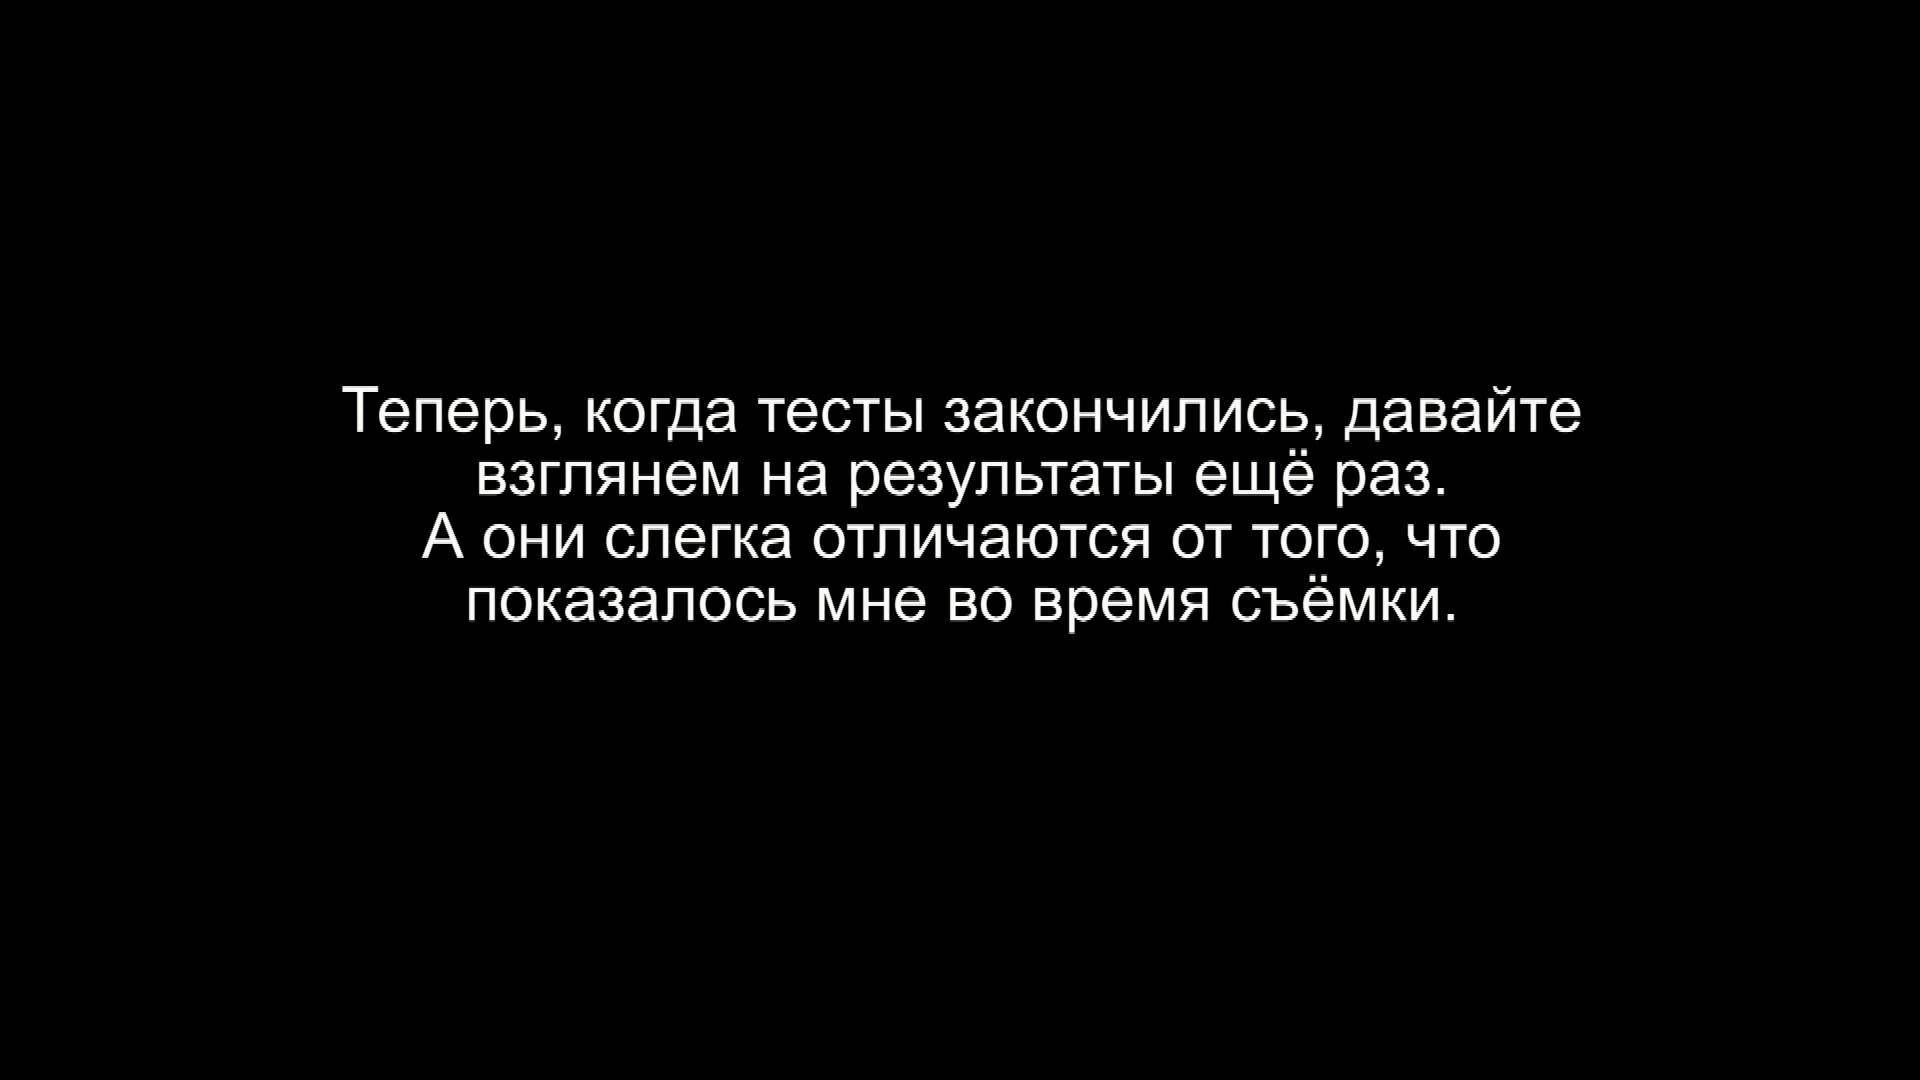 Теперь, когда тесты закончились, давайте
взглянем на результаты ещё раз.
А они слегка отличаются от того, что
показалось мне во время съёмки.